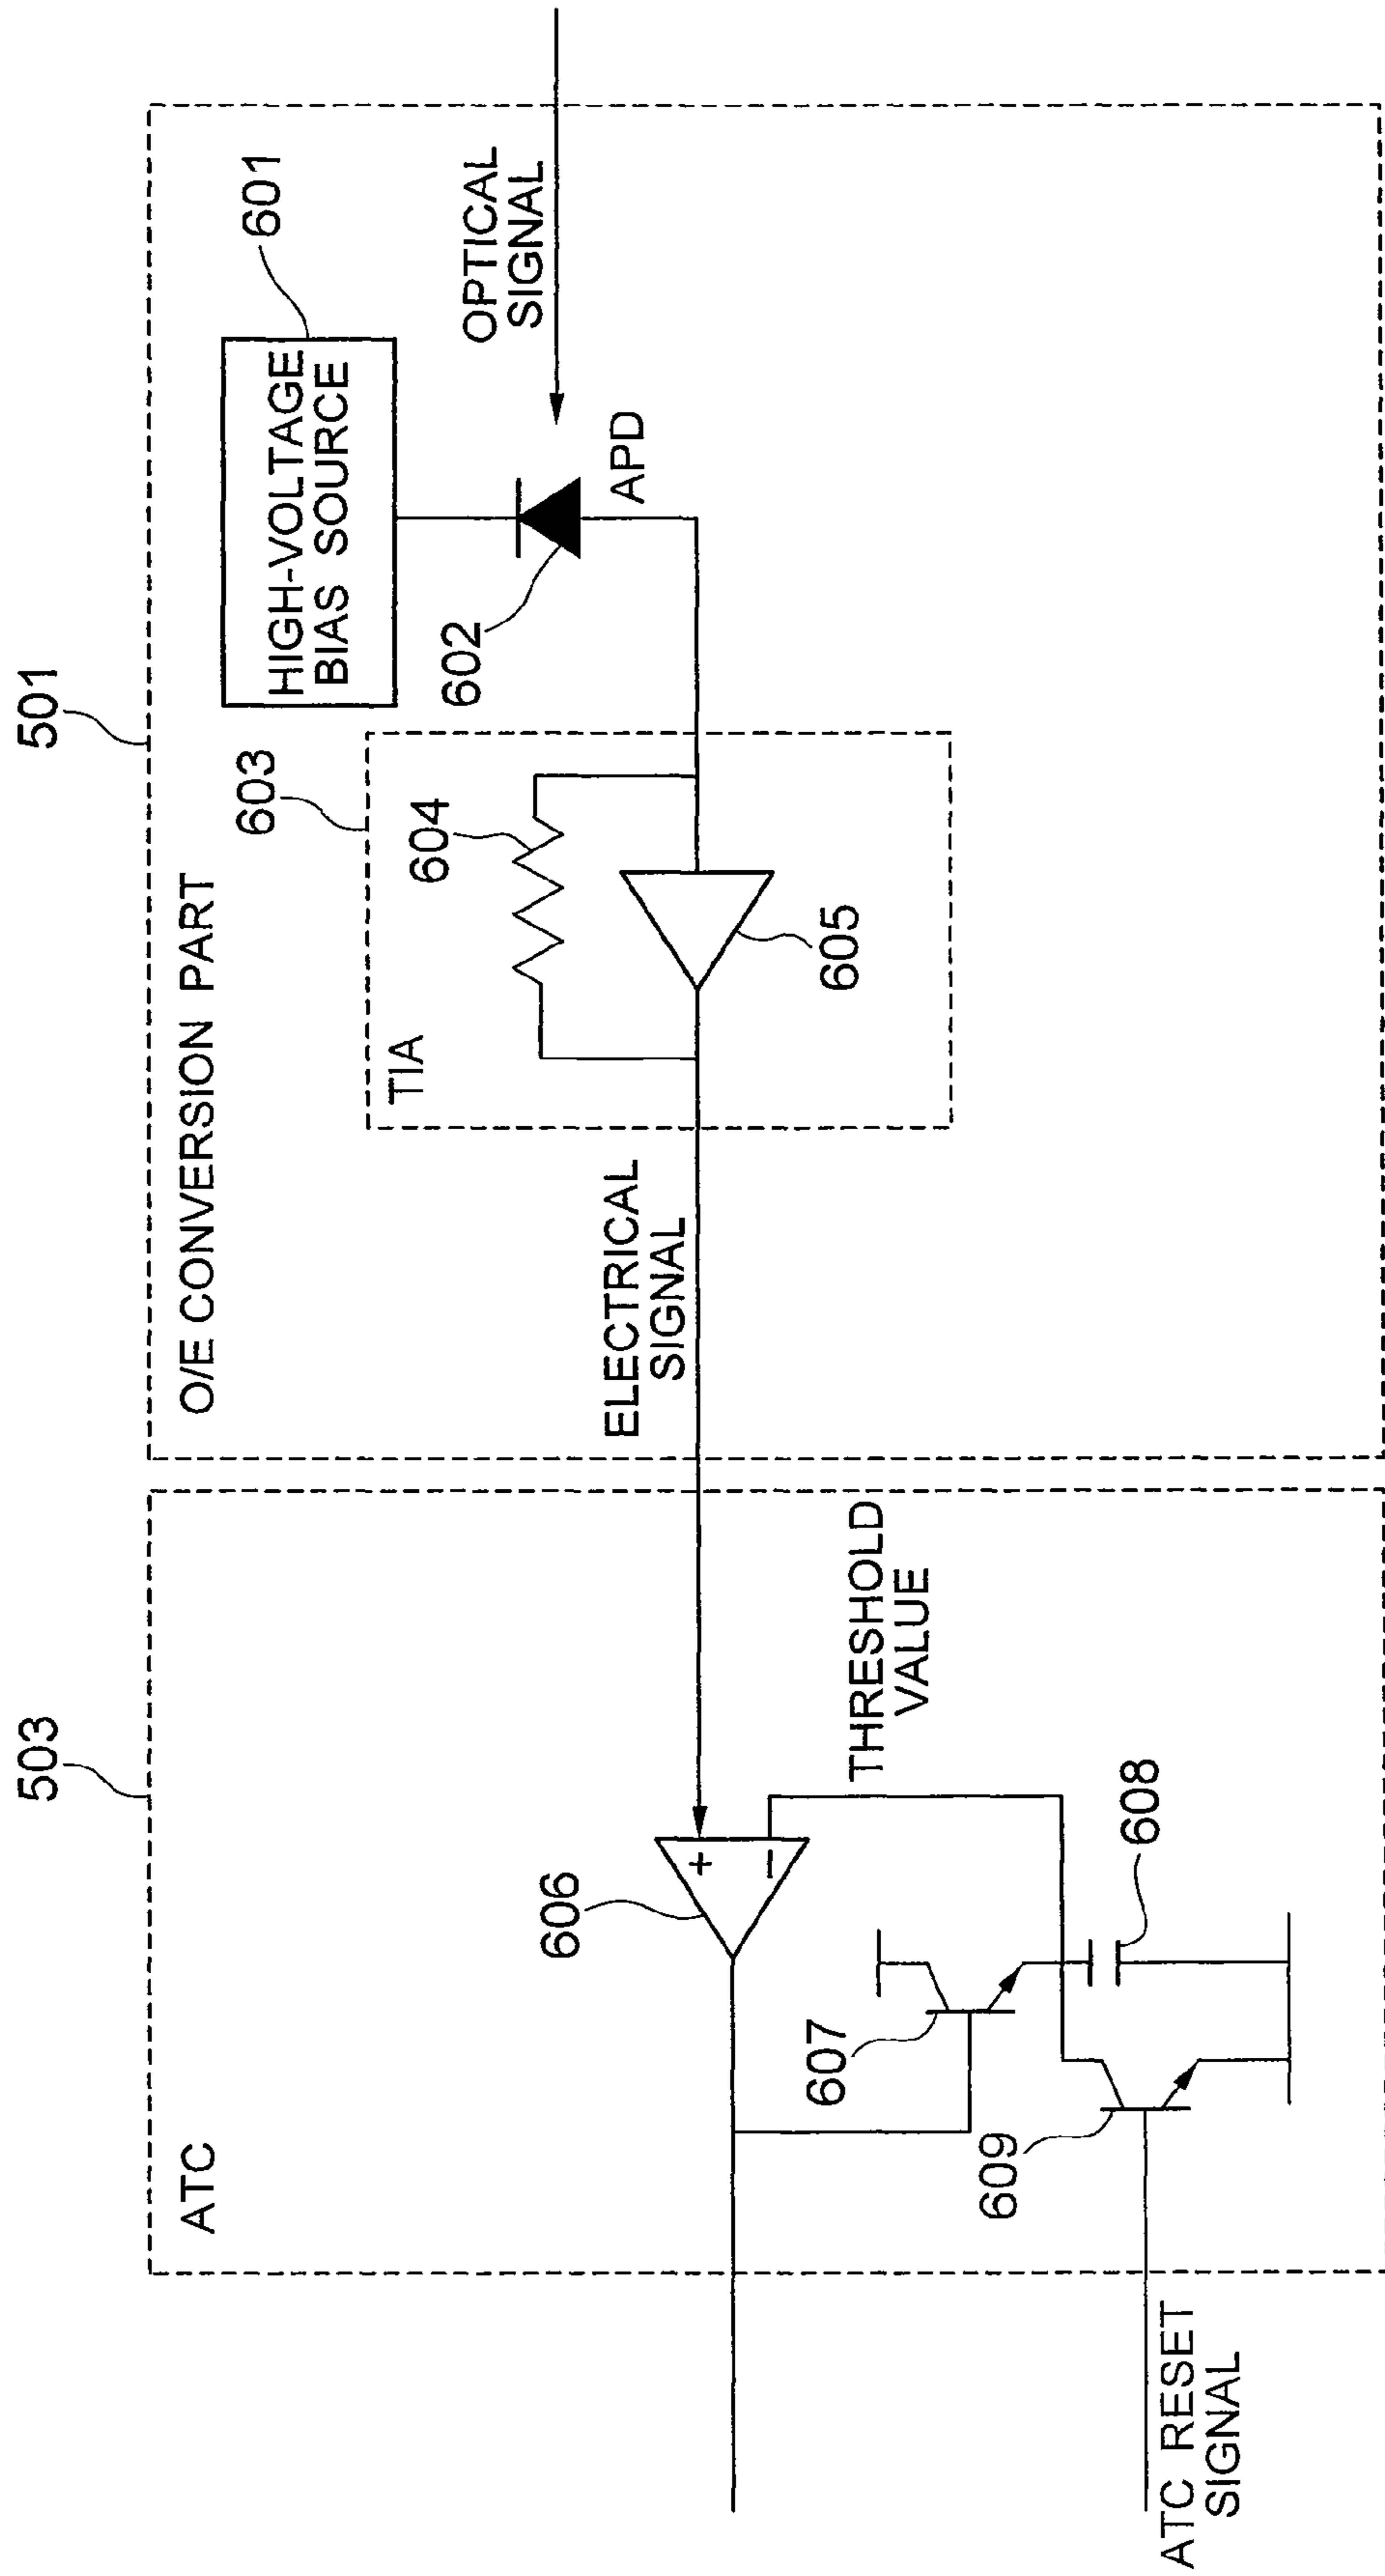 503
501
ATC
O/E CONVERSION PART
601
HIGH-VOLTAGE
BIAS SOURCE
603
TIA
604
602
OPTICAL
SIGNAL
APD
606
ELECTRICAL
SIGNAL
605
+
−
607
THRESHOLD
VALUE
609
608
ATC RESET
SIGNAL